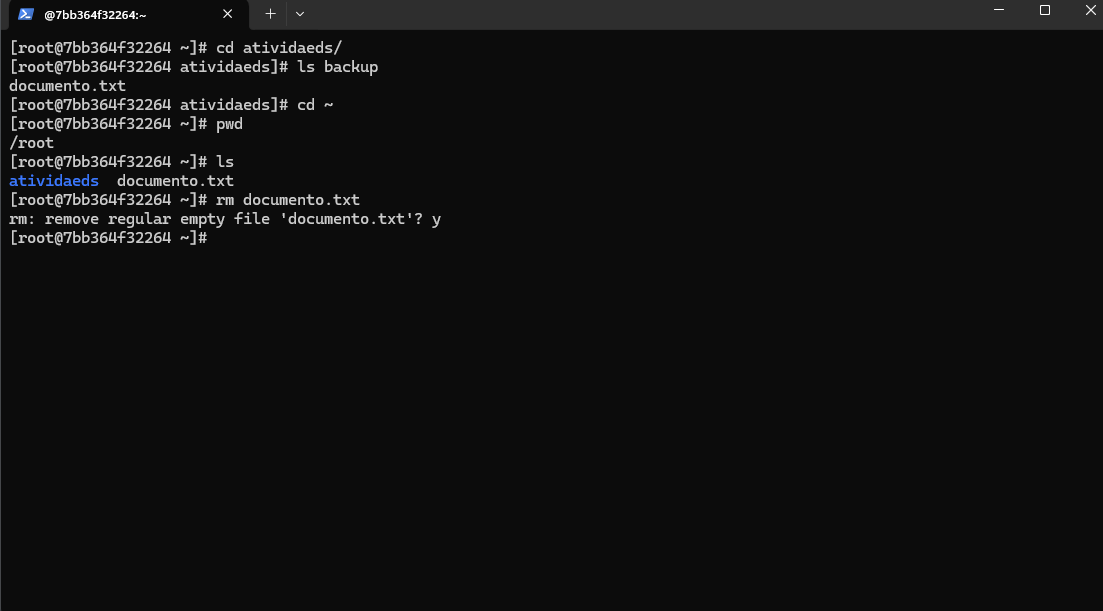 @7bb364f32264:~
[root@7bb364f32264 ~]# cd atividaeds/
[root@7bb364f32264 atividaeds]# ls backup
documento.txt
[root@7bb364f32264 atividaeds]# cd ~
[root@7bb364f32264 ~]# pwd
/root
[root@7bb364f32264 ~]# ls
atividaeds  documento.txt
[root@7bb364f32264 ~]# rm documento.txt
rm: remove regular empty file 'documento.txt'? y
[root@7bb364f32264 ~]#